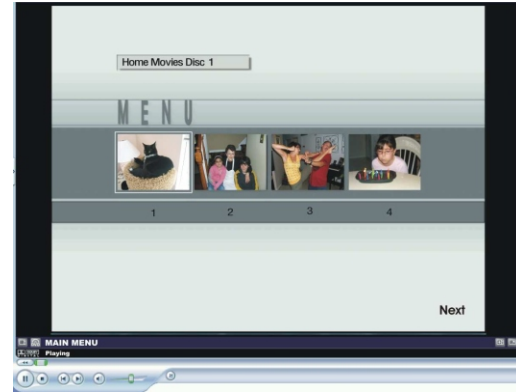 Home Movies Disc 1
MENU
1 2 3 4
Next
MAIN MENU
Playing